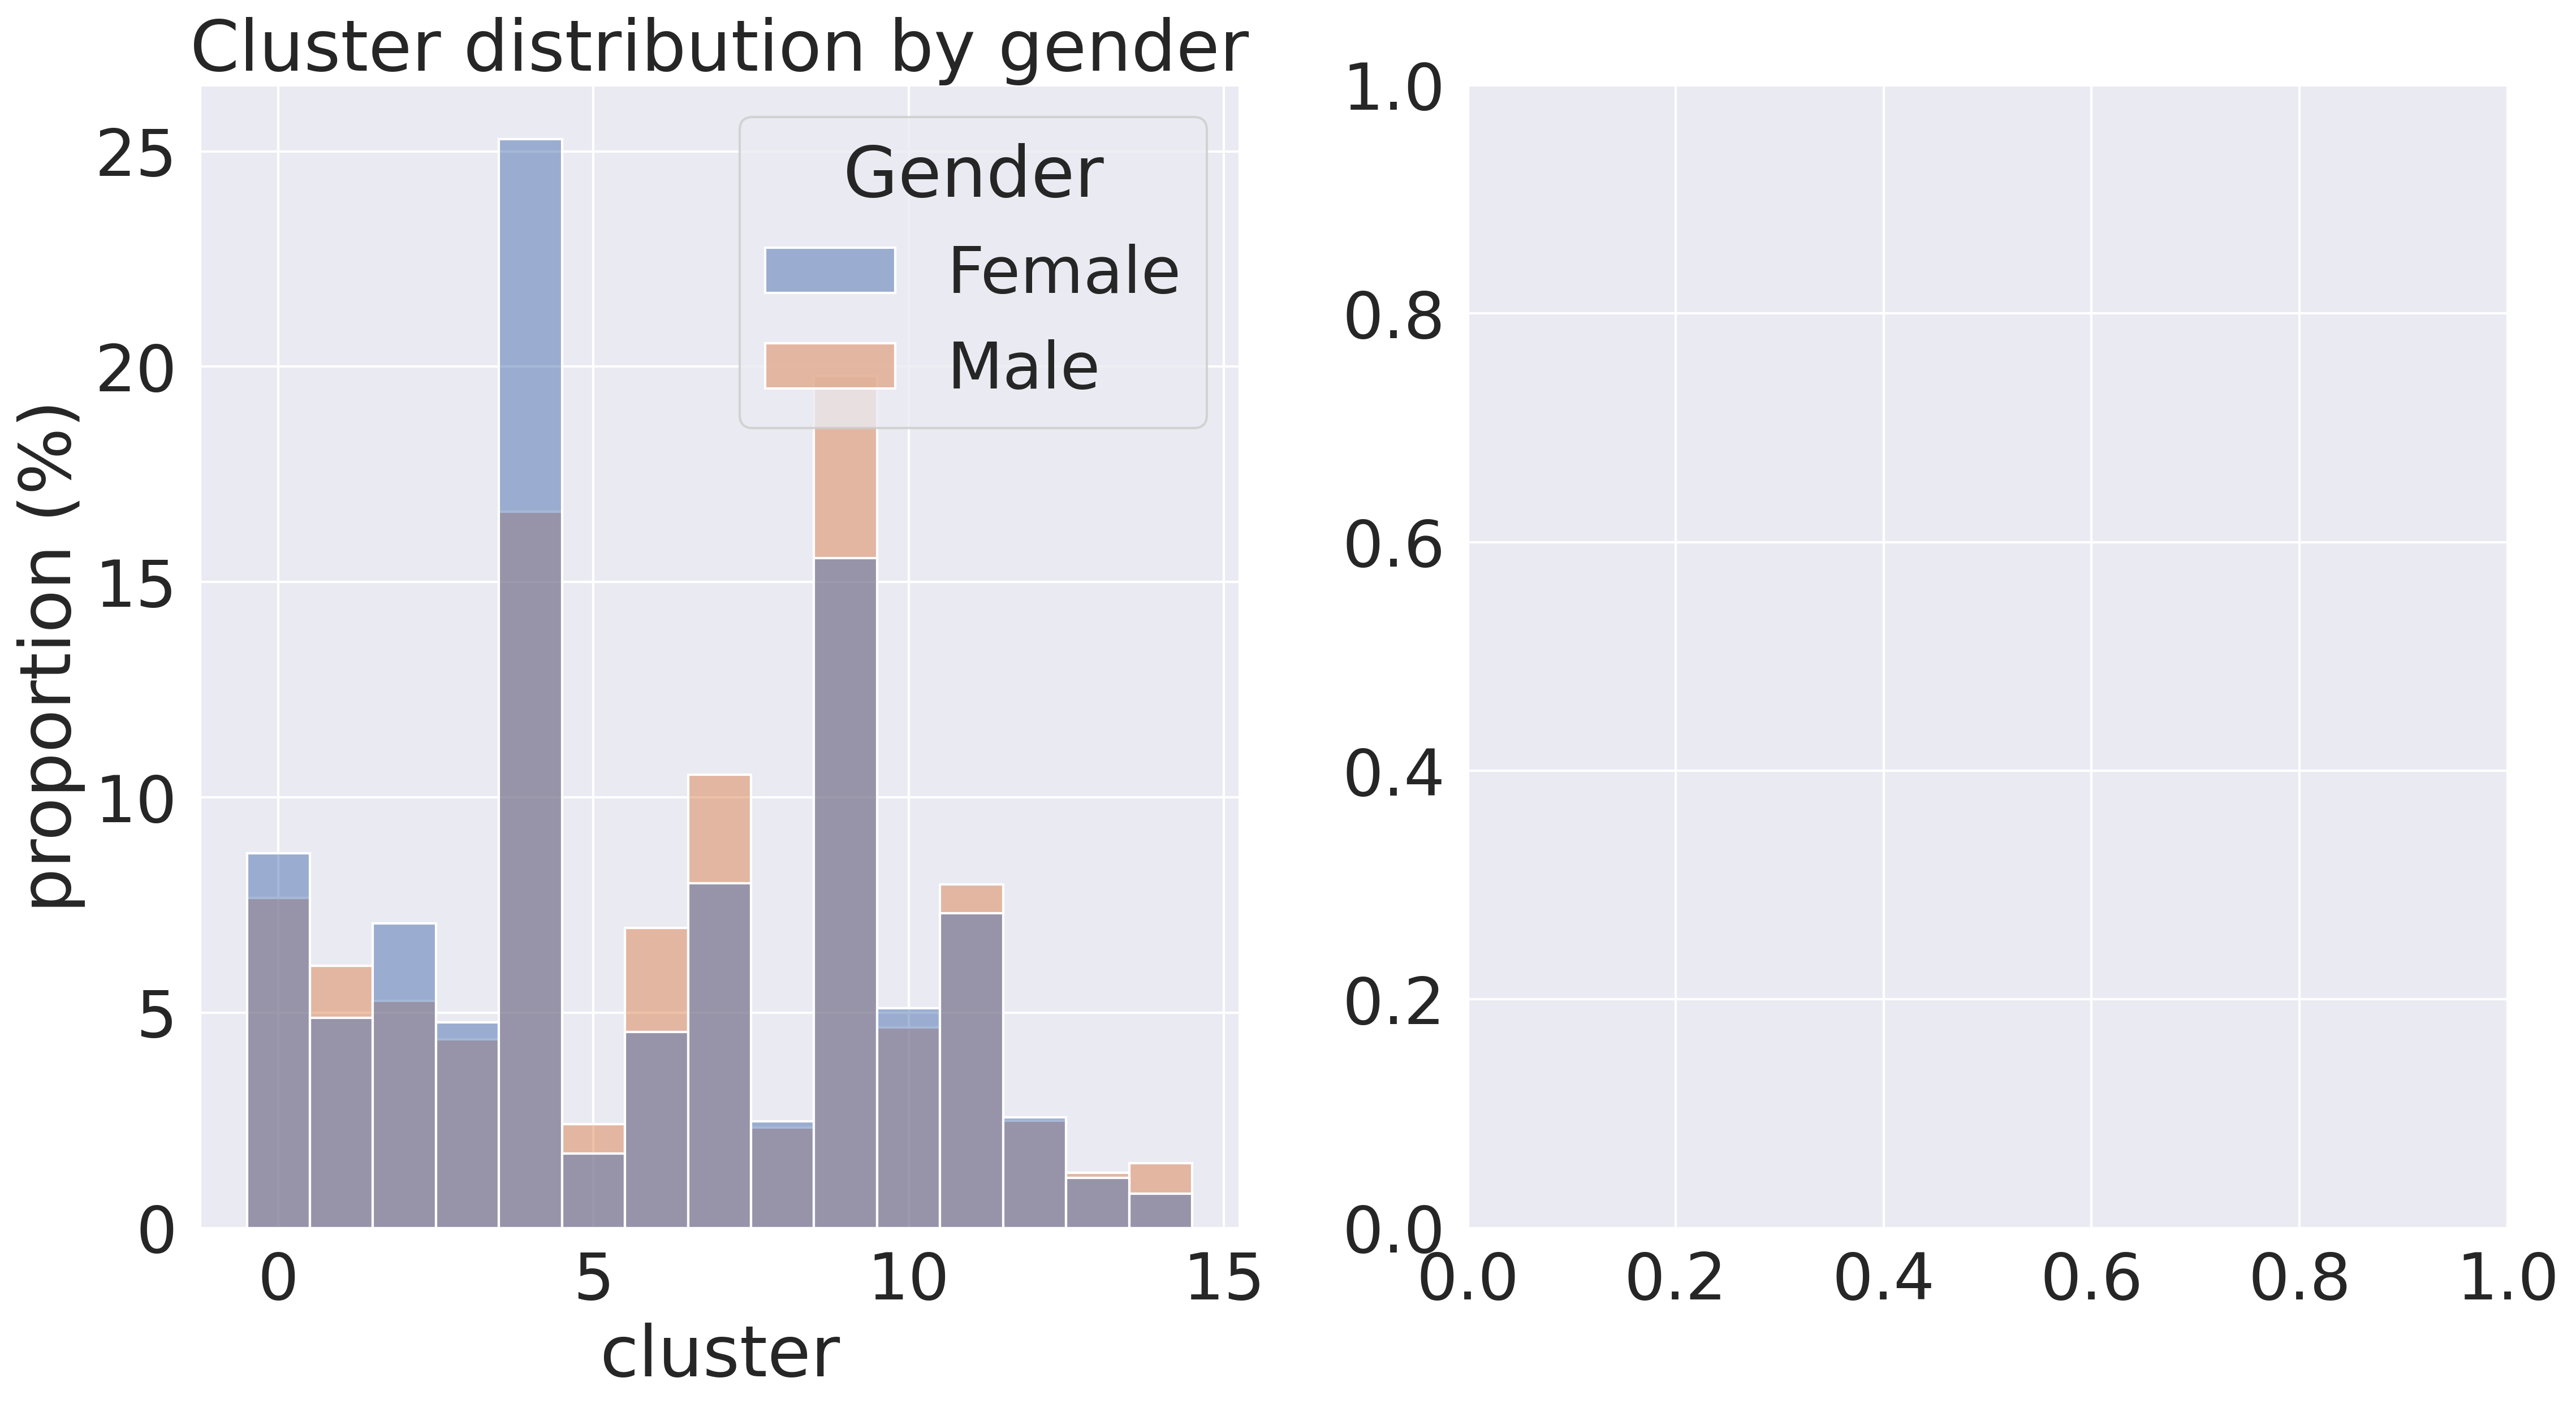 Cluster distribution by gender
proportion (%)
25
20
15
10
5
0
Gender
Female
Male
0 5 10 15
cluster
1.0
0.8
0.6
0.4
0.2
0.0
0.0 0.2 0.4 0.6 0.8 1.0